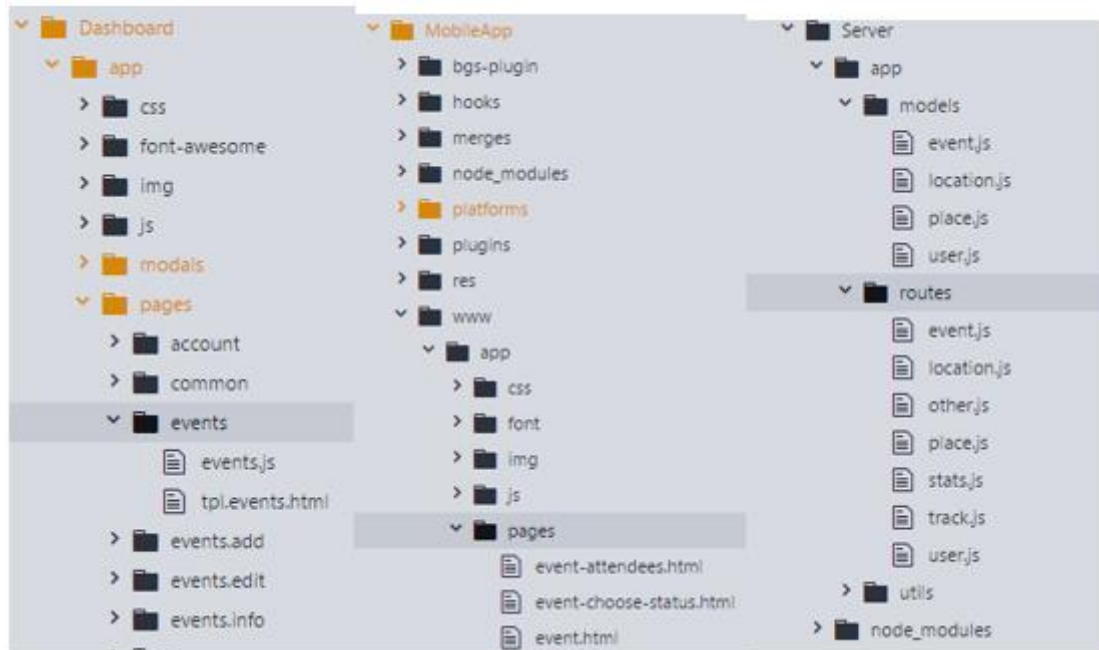 Dashboard
app
css
font-awesome
img
js
modals
pages
account
common
events
events.js
tpl.events.html
events.add
events.edit
events.info
MobileApp
bgs-plugin
hooks
merges
node_modules
platforms
plugins
res
www
app
css
font
img
js
pages
event-attendees.html
event-choose-status.html
event.html
Server
app
models
event.js
location.js
place.js
user.js
routes
event.js
location.js
other.js
place.js
stats.js
track.js
user.js
utils
node_modules